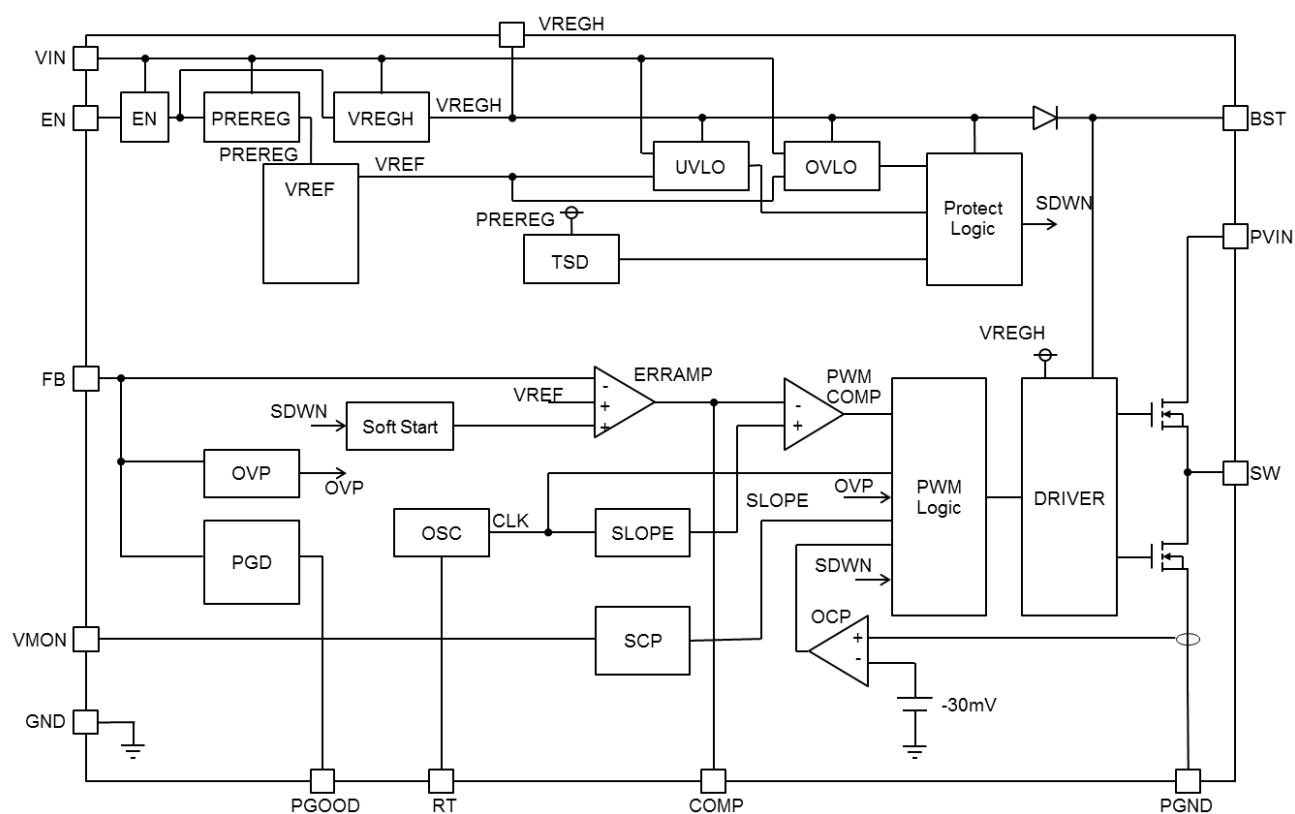 VREGH
VIN
EN
EN
PREREG
VREGH
VREGH
BST
PREREG
VREF
VREF
UVLO
OVLO
Protect
Logic
SDWN
PREREG
TSD
PVIN
VREGH
FB
ERRAMP
PWM
COMP
-
VREF
+
+
-
+
SDWN
Soft Start
OVP
OVP
OVP
PWM
Logic
DRIVER
SW
SLOPE
OSC
CLK
SLOPE
PGD
SDWN
VMON
SCP
OCP
+
-
-30mV
GND
PGOOD
RT
COMP
PGND